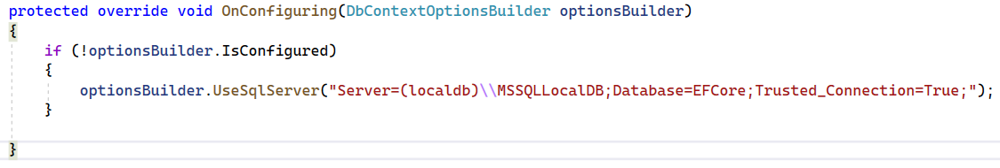 protected override void OnConfiguring(DbContextOptionsBuilder optionsBuilder)
{
if (!optionsBuilder.IsConfigured)
{
optionsBuilder.UseSqlServer("Server=(localdb)\\MSSQLLocalDB;Database=EFCore;Trusted_Connection=True;");
}
}